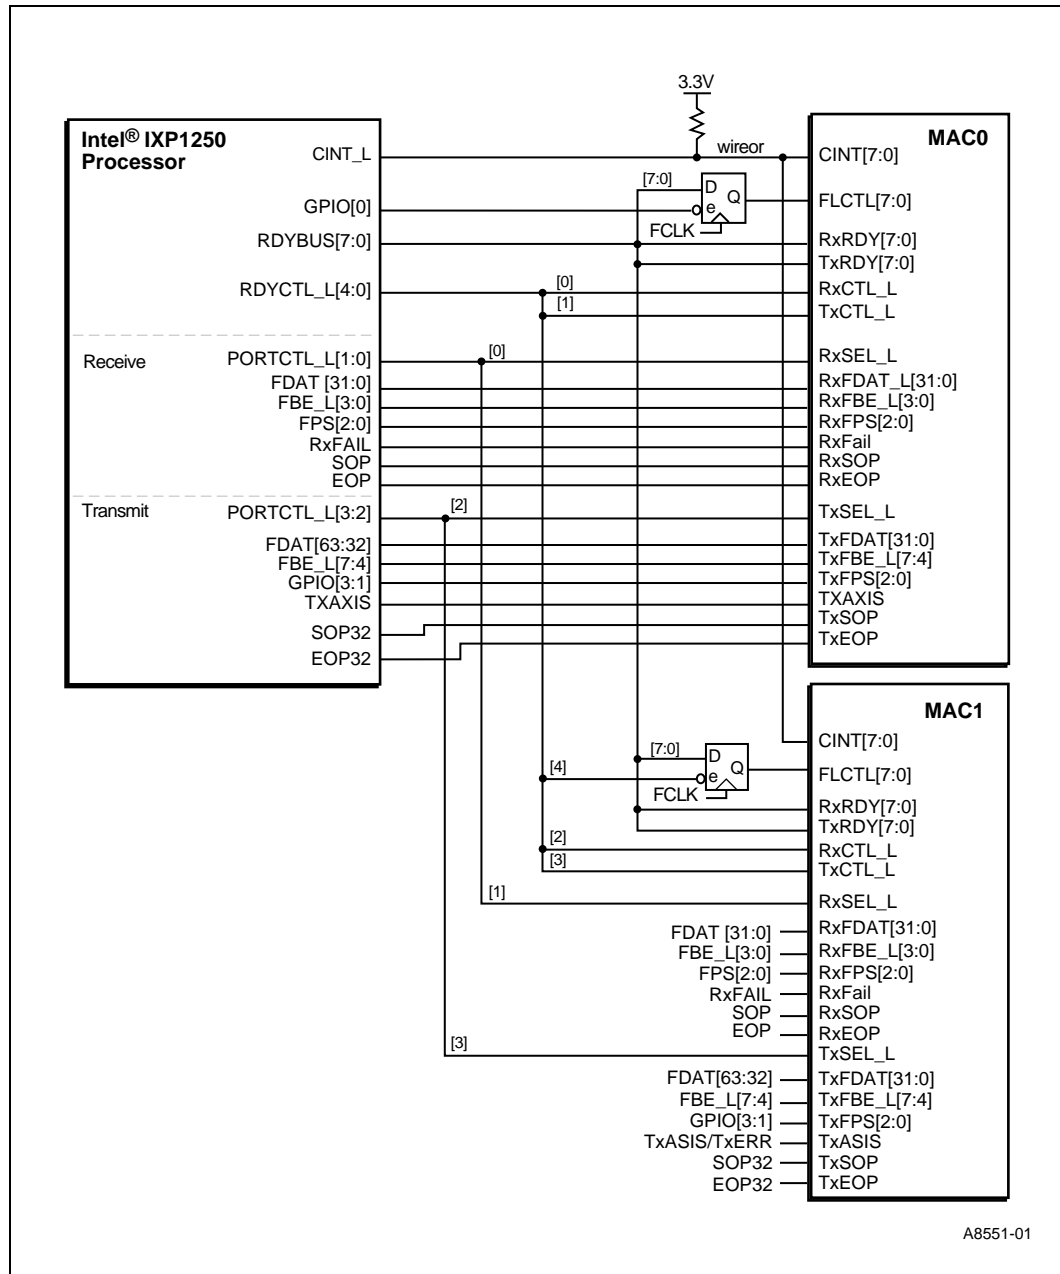 3.3V
Intel® IXP1250
Processor
MAC0
CINT_L
wireor
CINT[7:0]
[7:0]
D
Q
e
GPIO[0]
FLCTL[7:0]
FCLK
RDYBUS[7:0]
RxRDY[7:0]
TxRDY[7:0]
RDYCTL_L[4:0]
[0]
RxCTL_L
[1]
TxCTL_L
Receive
PORTCTL_L[1:0]
[0]
RxSEL_L
FDAT [31:0]
RxFDAT_L[31:0]
FBE_L[3:0]
RxFBE_L[3:0]
FPS[2:0]
RxFPS[2:0]
RxFAIL
RxFail
SOP
RxSOP
EOP
RxEOP
Transmit
PORTCTL_L[3:2]
[2]
TxSEL_L
FDAT[63:32]
TxFDAT[31:0]
FBE_L[7:4]
TxFBE_L[7:4]
GPIO[3:1]
TxFPS[2:0]
TXAXIS
TXAXIS
SOP32
TxSOP
EOP32
TxEOP
MAC1
CINT[7:0]
[7:0]
D
Q
e
[4]
FLCTL[7:0]
FCLK
RxRDY[7:0]
TxRDY[7:0]
[2]
RxCTL_L
[3]
TxCTL_L
[1]
RxSEL_L
FDAT [31:0]
RxFDAT[31:0]
FBE_L[3:0]
RxFBE_L[3:0]
FPS[2:0]
RxFPS[2:0]
RxFAIL
RxFail
SOP
RxSOP
EOP
RxEOP
[3]
TxSEL_L
FDAT[63:32]
TxFDAT[31:0]
FBE_L[7:4]
TxFBE_L[7:4]
GPIO[3:1]
TxFPS[2:0]
TxASIS/TxERR
TxASIS
SOP32
TxSOP
EOP32
TxEOP
A8551-01